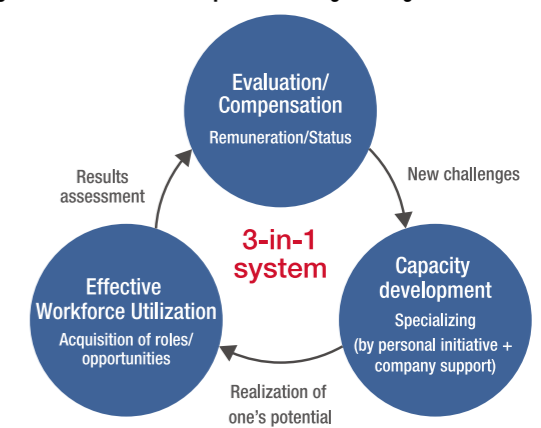 Evaluation/
Compensation
Remuneration/Status
Results
assessment
New challenges
3-in-1
system
Effective
Workforce Utilization
Acquisition of roles/
opportunities
Capacity
development
Specializing
(by personal initiative +
company support)
Realization of
one's potential